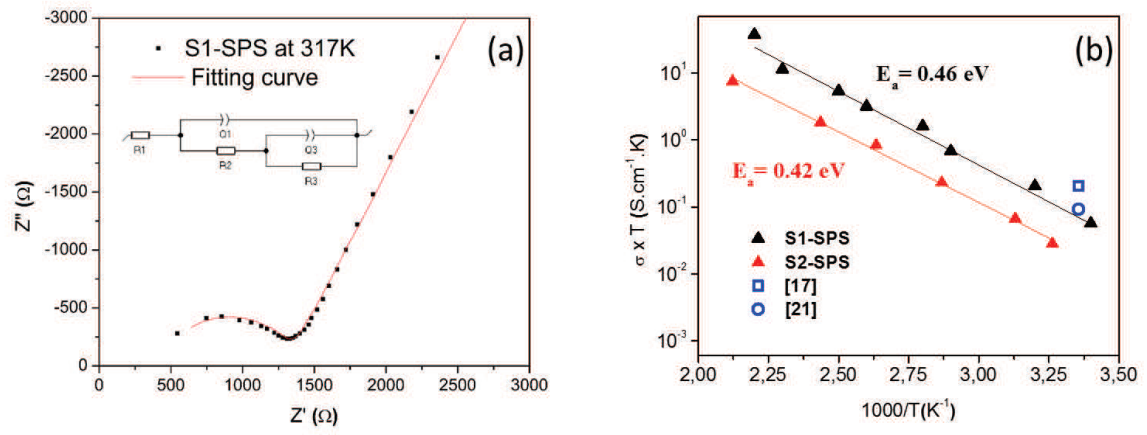 (a)
-3000
-2500
-2000
-1500
-1000
-500
0
Z'' (Ω)
S1-SPS at 317K
Fitting curve
R1
Q1
R2
Q3
R3
0 500 1000 1500 2000 2500 3000
Z' (Ω)
(b)
10¹
10⁰
10⁻¹
10⁻²
10⁻³
σ x T (S.cm⁻¹.K)
Eₐ= 0.46 eV
Eₐ= 0.42 eV
S1-SPS
S2-SPS
[17]
[21]
2,00 2,25 2,50 2,75 3,00 3,25 3,50
1000/T(K⁻¹)